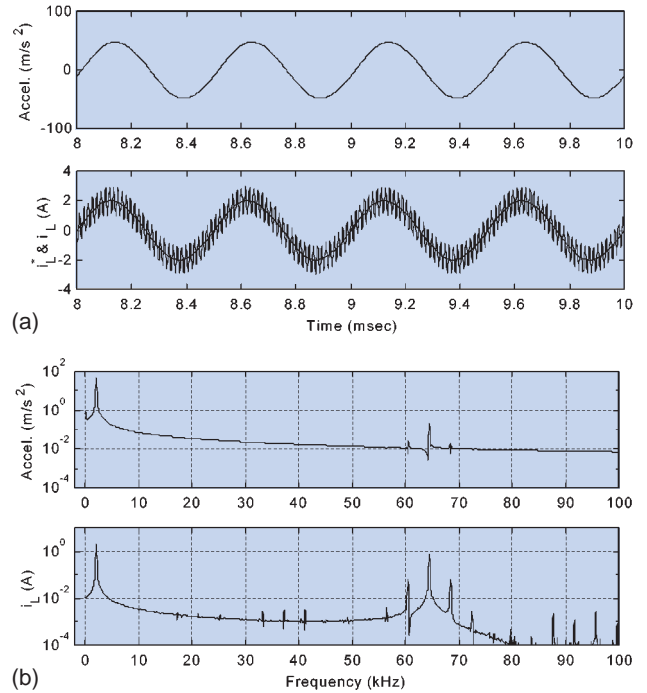 100
0
-100
Accel. (m/s²)
8 8.2 8.4 8.6 8.8 9 9.2 9.4 9.6 9.8 10
4
2
0
-2
-4
i*L & iL (A)
8 8.2 8.4 8.6 8.8 9 9.2 9.4 9.6 9.8 10
Time (msec)
(a)
10²
10⁰
10⁻²
10⁻⁴
Accel. (m/s²)
0 10 20 30 40 50 60 70 80 90 100
10⁰
10⁻²
10⁻⁴
iL (A)
0 10 20 30 40 50 60 70 80 90 100
Frequency (kHz)
(b)